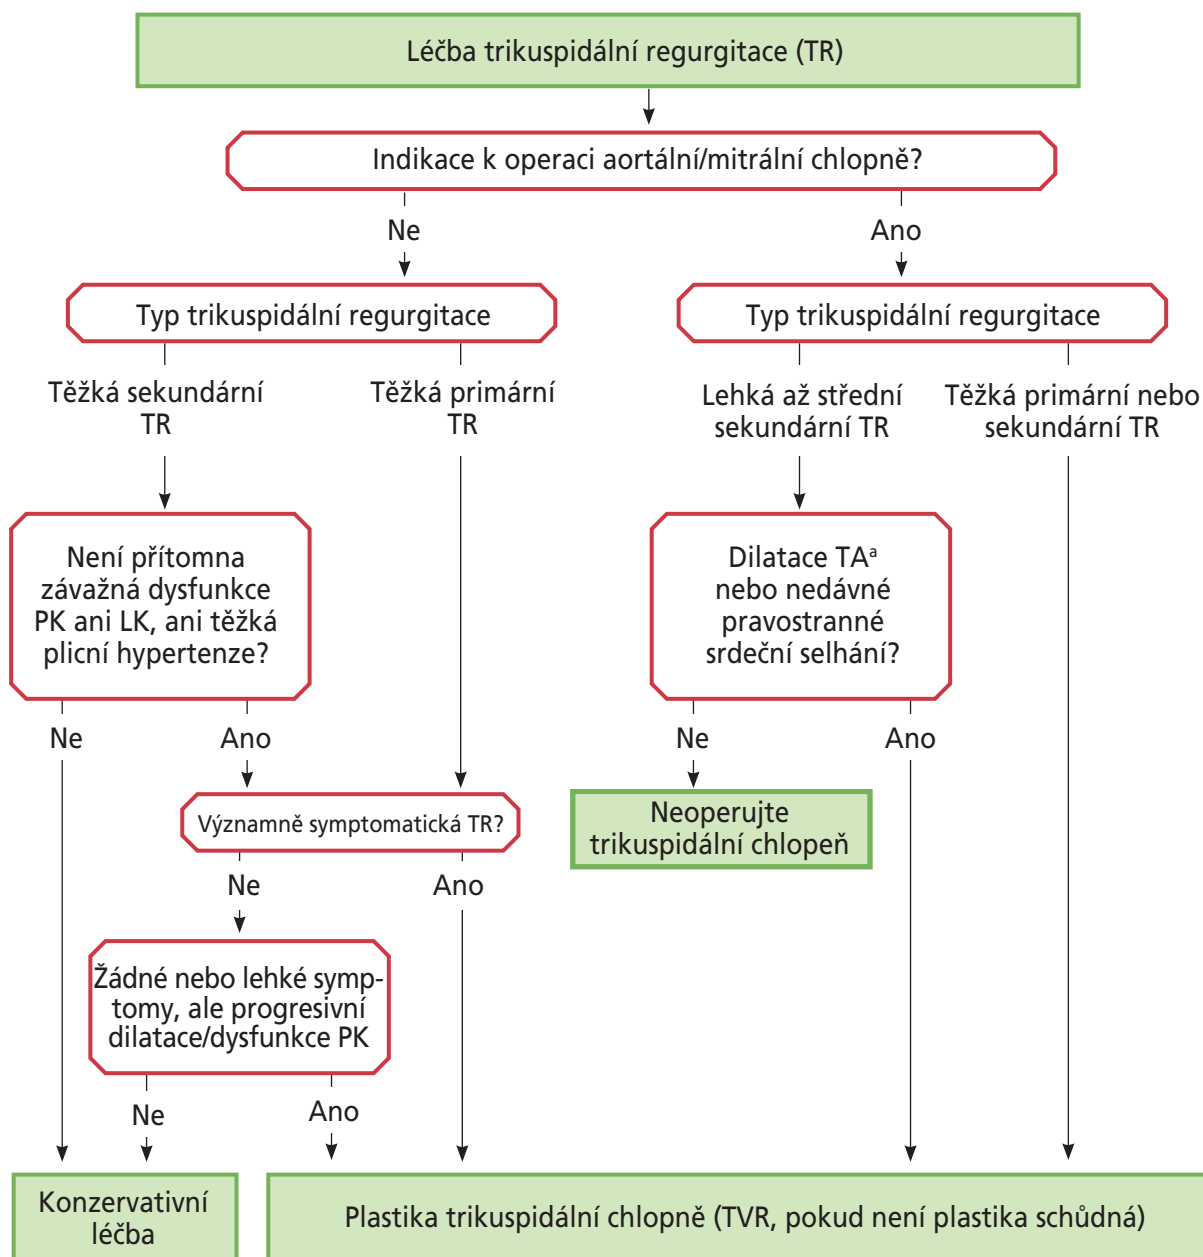 Léčba trikuspidální regurgitace (TR)
Indikace k operaci aortální/mitrální chlopně?
Ne
Ano
Typ trikuspidální regurgitace
Typ trikuspidální regurgitace
Těžká sekundární
TR
Těžká primární
TR
Lehká až střední
sekundární TR
Těžká primární nebo
sekundární TR
Není přítomna
závažná dysfunkce
PK ani LK, ani těžká
plicní hypertenze?
Dilatace TAᵃ
nebo nedávné
pravostranné
srdeční selhání?
Ne
Ano
Ne
Ano
Významně symptomatická TR?
Neoperujte
trikuspidální chlopeň
Ne
Ano
Žádné nebo lehké symp-
tomy, ale progresivní
dilatace/dysfunkce PK
Ne
Ano
Konzervativní
léčba
Plastika trikuspidální chlopně (TVR, pokud není plastika schůdná)